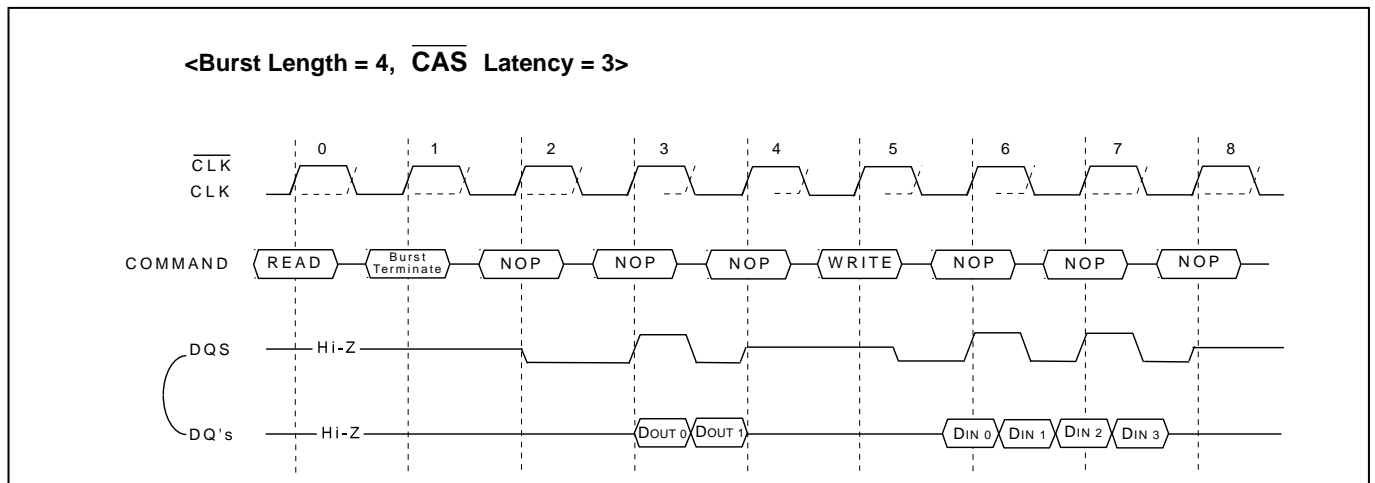 <Burst Length = 4, CAS Latency = 3>
0 1 2 3 4 5 6 7 8
CLK
CLK
COMMAND READ Burst Terminate NOP NOP NOP WRITE NOP NOP NOP
DQS Hi-Z
DQ's Hi-Z DOUT 0 DOUT 1 DIN 0 DIN 1 DIN 2 DIN 3